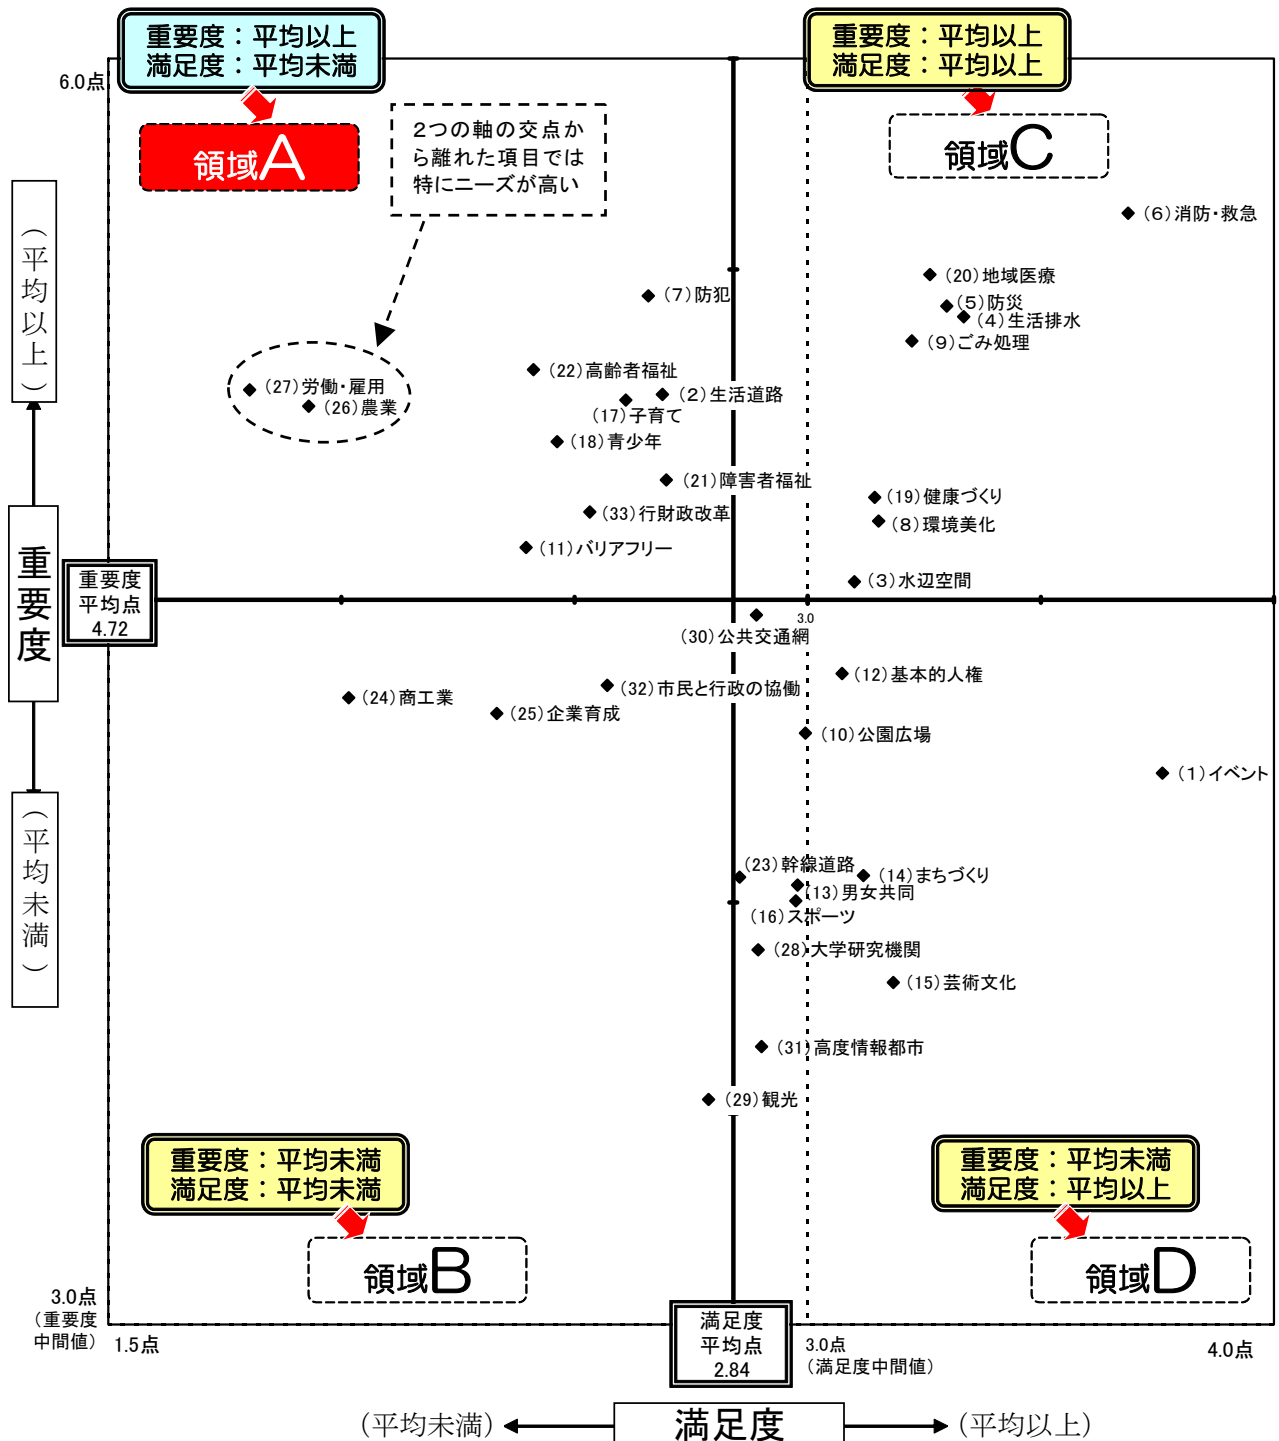 重要度：平均以上
満足度：平均未満
重要度：平均以上
満足度：平均以上
6.0点
領域A
2つの軸の交点か
ら離れた項目では
特にニーズが高い
領域C
（平均以上）
(６)消防・救急
(20)地域医療
(７)防犯
(５)防災
(４)生活排水
(９)ごみ処理
(22)高齢者福祉
(27)労働・雇用
(２)生活道路
(26)農業
(17)子育て
(18)青少年
(21)障害者福祉
(19)健康づくり
(33)行財政改革
(８)環境美化
(11)バリアフリー
重要度
重要度
平均点
4.72
(３)水辺空間
3.0
(30)公共交通網
(12)基本的人権
(32)市民と行政の協働
(24)商工業
(25)企業育成
(10)公園広場
(１)イベント
（平均未満）
(23)幹線道路
(14)まちづくり
(13)男女共同
(16)スポーツ
(28)大学研究機関
(15)芸術文化
(31)高度情報都市
(29)観光
重要度：平均未満
満足度：平均未満
重要度：平均未満
満足度：平均以上
領域B
領域D
3.0点
（重要度
中間値）
1.5点
満足度
平均点
2.84
3.0点
（満足度中間値）
4.0点
（平均未満）
満足度
（平均以上）